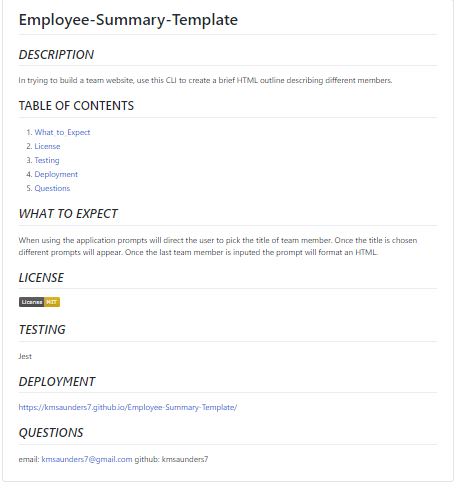 Employee-Summary-Template
DESCRIPTION
In trying to build a team website, use this CLI to create a brief HTML outline describing different members.
TABLE OF CONTENTS
1. What to Expect
2. License
3. Testing
4. Deployment
5. Questions
WHAT TO EXPECT
When using the application prompts will direct the user to pick the title of team member. Once the title is chosen
different prompts will appear. Once the last team member is inputed the prompt will format an HTML.
LICENSE
License MIT
TESTING
Jest
DEPLOYMENT
https://kmsaunders7.github.io/Employee-Summary-Template/
QUESTIONS
email: kmsaunders7@gmail.com github: kmsaunders7